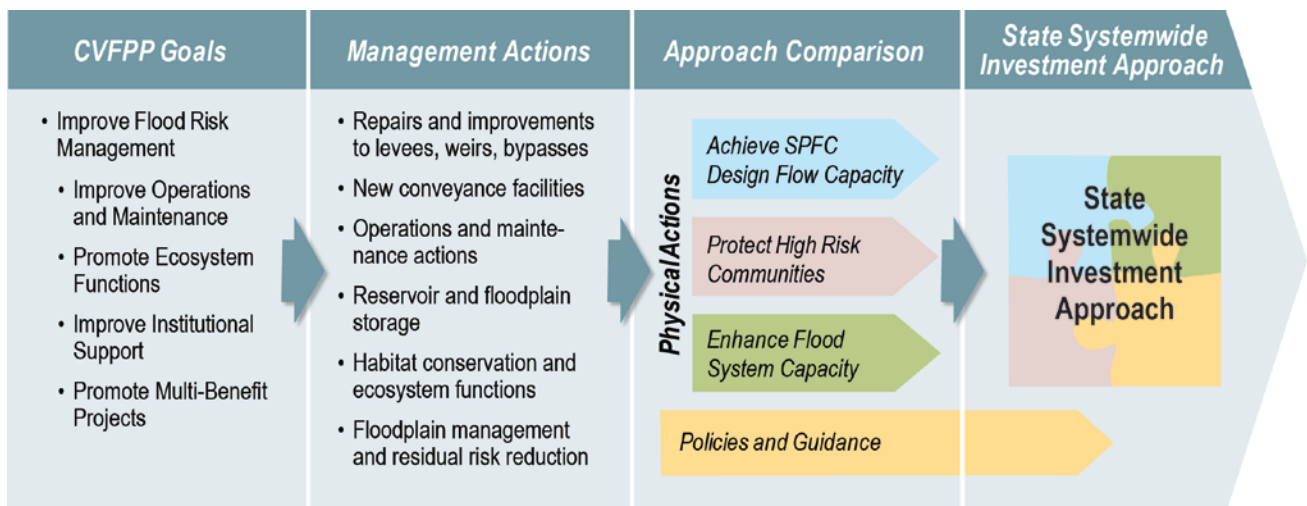 CVFPP Goals
• Improve Flood Risk
Management
• Improve Operations
and Maintenance
• Promote Ecosystem
Functions
• Improve Institutional
Support
• Promote Multi-Benefit
Projects
Management Actions
• Repairs and improvements
to levees, weirs, bypasses
• New conveyance facilities
• Operations and mainte-
nance actions
• Reservoir and floodplain
storage
• Habitat conservation and
ecosystem functions
• Floodplain management
and residual risk reduction
Approach Comparison
Physical Actions
Achieve SPFC
Design Flow Capacity
Protect High Risk
Communities
Enhance Flood
System Capacity
Policies and Guidance
State Systemwide
Investment Approach
State
Systemwide
Investment
Approach